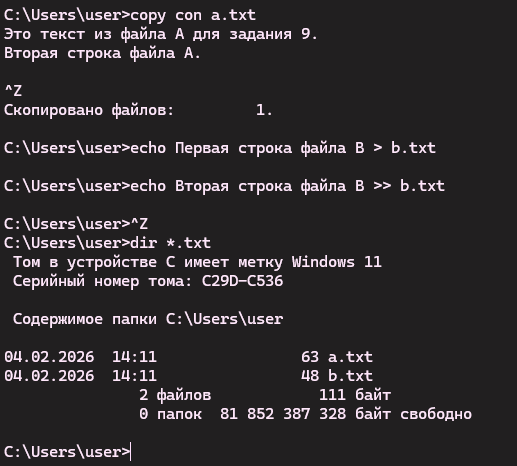 C:\Users\user>copy con a.txt
Это текст из файла А для задания 9.
Вторая строка файла А.
^Z
Скопировано файлов:         1.
C:\Users\user>echo Первая строка файла В > b.txt
C:\Users\user>echo Вторая строка файла В >> b.txt
C:\Users\user>^Z
C:\Users\user>dir *.txt
 Том в устройстве C имеет метку Windows 11
 Серийный номер тома: C29D-C536
 Содержимое папки C:\Users\user
04.02.2026  14:11                63 a.txt
04.02.2026  14:11                48 b.txt
               2 файлов            111 байт
               0 папок  81 852 387 328 байт свободно
C:\Users\user>